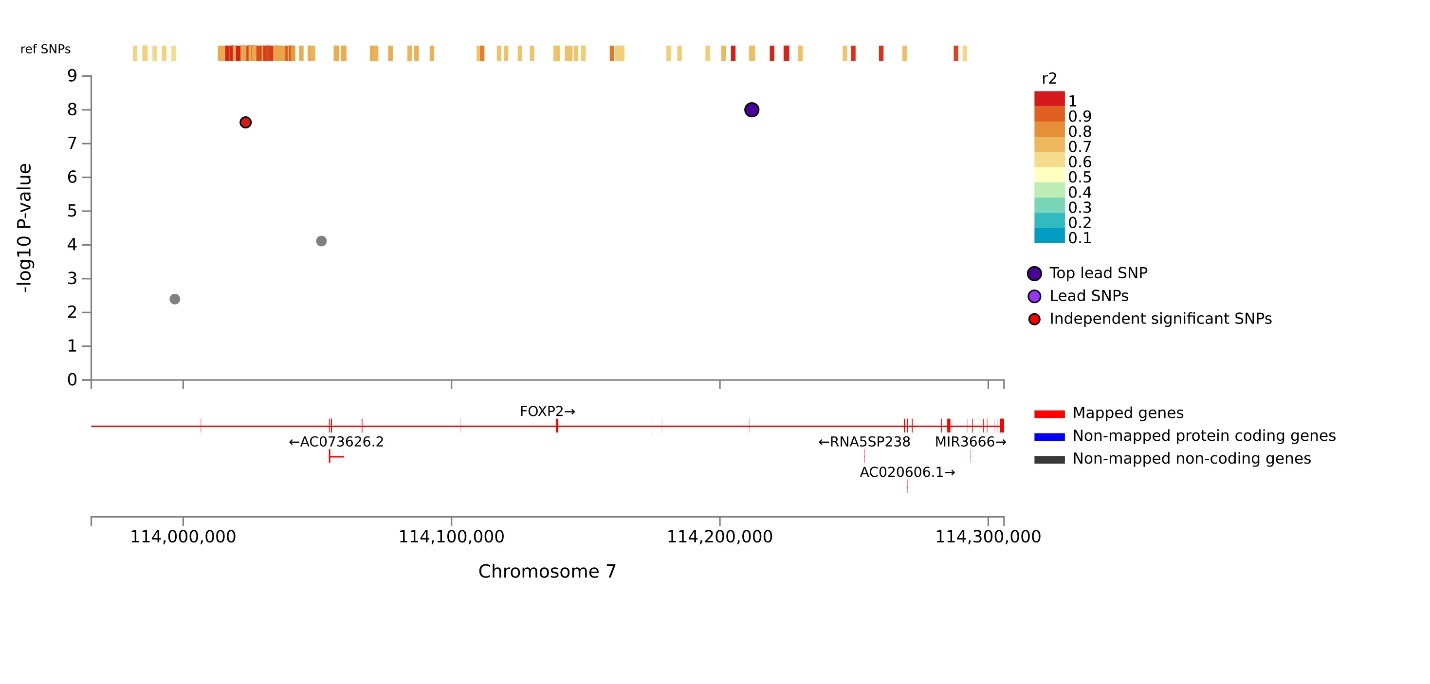 ref SNPs
r2
9
8
7
6
5
4
3
2
1
0
-log10 P-value
1
0.9
0.8
0.7
0.6
0.5
0.4
0.3
0.2
0.1
Top lead SNP
Lead SNPs
Independent significant SNPs
FOXP2→
←AC073626.2
←RNA5SP238
MIR3666→
AC020606.1→
Mapped genes
Non-mapped protein coding genes
Non-mapped non-coding genes
114,000,000
114,100,000
114,200,000
114,300,000
Chromosome 7